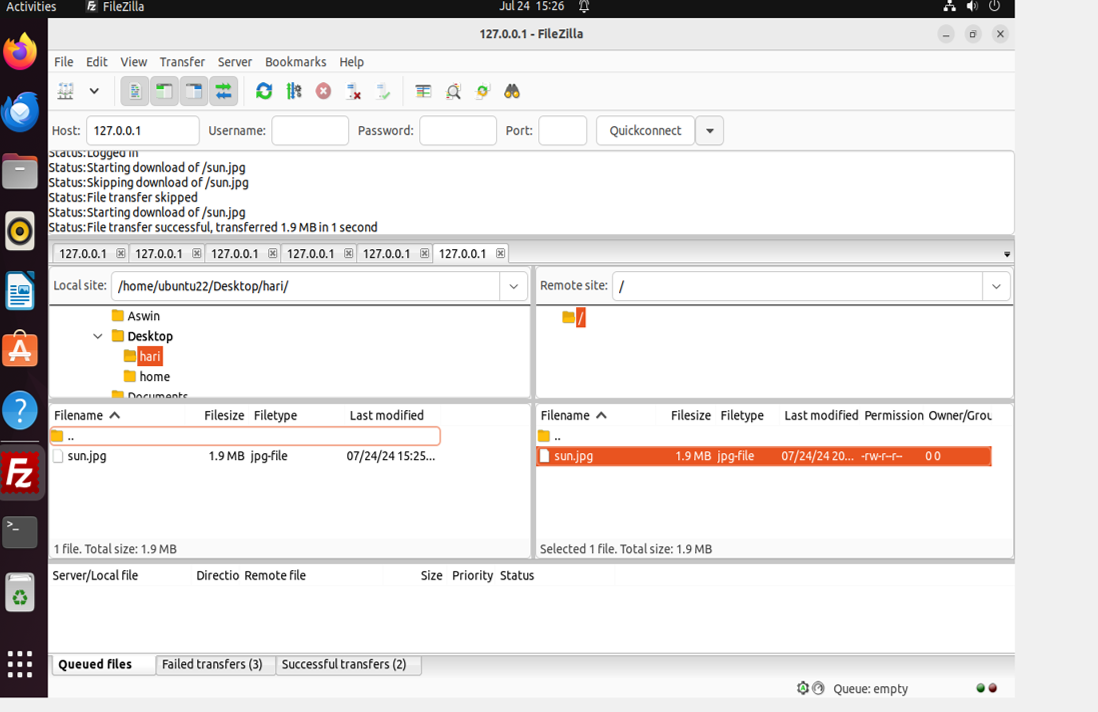 Activities FileZilla Jul 24 15:26
127.0.0.1 - FileZilla
File Edit View Transfer Server Bookmarks Help
Host: 127.0.0.1 Username: Password: Port: Quickconnect
Status:Logged in
Status:Starting download of /sun.jpg
Status:Skipping download of /sun.jpg
Status:File transfer skipped
Status:Starting download of /sun.jpg
Status:File transfer successful, transferred 1.9 MB in 1 second
127.0.0.1 127.0.0.1 127.0.0.1 127.0.0.1 127.0.0.1 127.0.0.1
Local site: /home/ubuntu22/Desktop/hari/
Aswin
Desktop
hari
home
Documents
Remote site: /
/
Filename Filesize Filetype Last modified
..
sun.jpg 1.9 MB jpg-file 07/24/24 15:25...
1 file. Total size: 1.9 MB
Filename Filesize Filetype Last modified Permission Owner/Grou
..
sun.jpg 1.9 MB jpg-file 07/24/24 20... -rw-r--r-- 0 0
Selected 1 file. Total size: 1.9 MB
Server/Local file Directio Remote file Size Priority Status
Queued files Failed transfers (3) Successful transfers (2)
Queue: empty